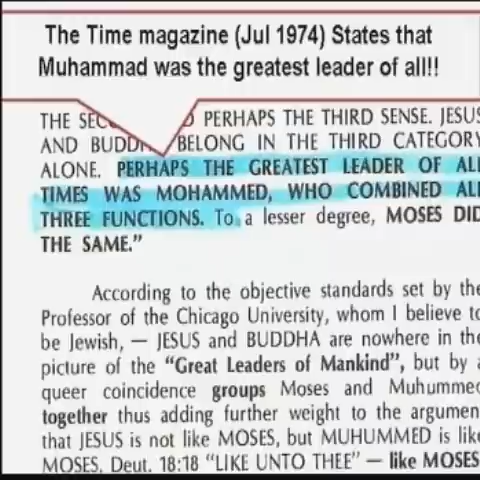 The Time magazine (Jul 1974) States that
Muhammad was the greatest leader of all!!
THE PERHAPS THE THIRD SENSE. JESUS
AND BELONG IN THE THIRD CATEGORY
ALONE. PERHAPS THE GREATEST LEADER OF AL
TIMES WAS MOHAMMED, WHO COMBINED AL
THREE FUNCTIONS. To a lesser degree, MOSES DID
THE SAME.”
According to the objective standards set by the
Professor of the Chicago University, whom I believe to
be Jewish, — JESUS and BUDDHA are nowhere in the
picture of the “Great Leaders of Mankind”, but by a
queer coincidence groups Moses and Muhummed
together thus adding further weight to the argumen
that JESUS is not like MOSES, but MUHUMMED is like
MOSES. Deut. 18:18 “LIKE UNTO THEE” — like MOSES